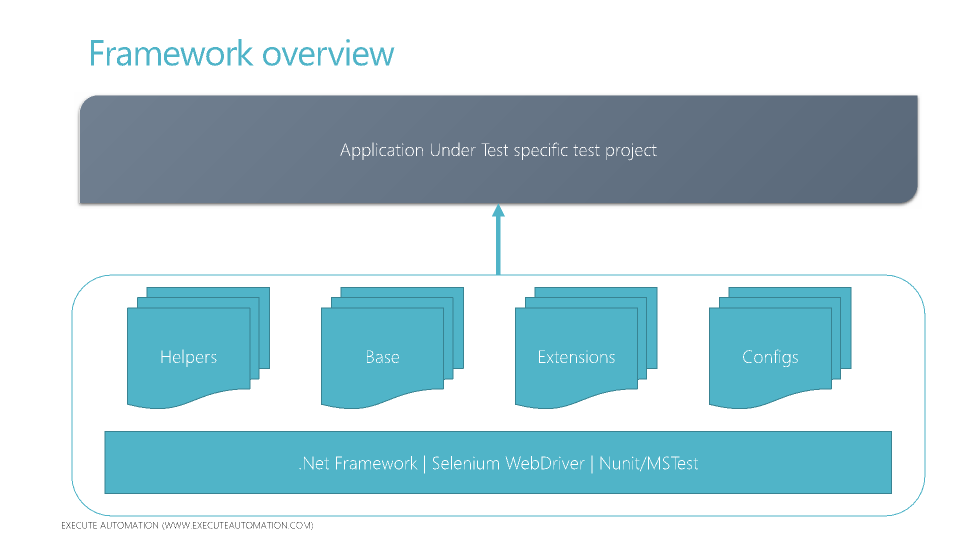 Framework overview
Application Under Test specific test project
Helpers
Base
Extensions
Configs
.Net Framework | Selenium WebDriver | Nunit/MSTest
EXECUTE AUTOMATION (WWW.EXECUTEAUTOMATION.COM)